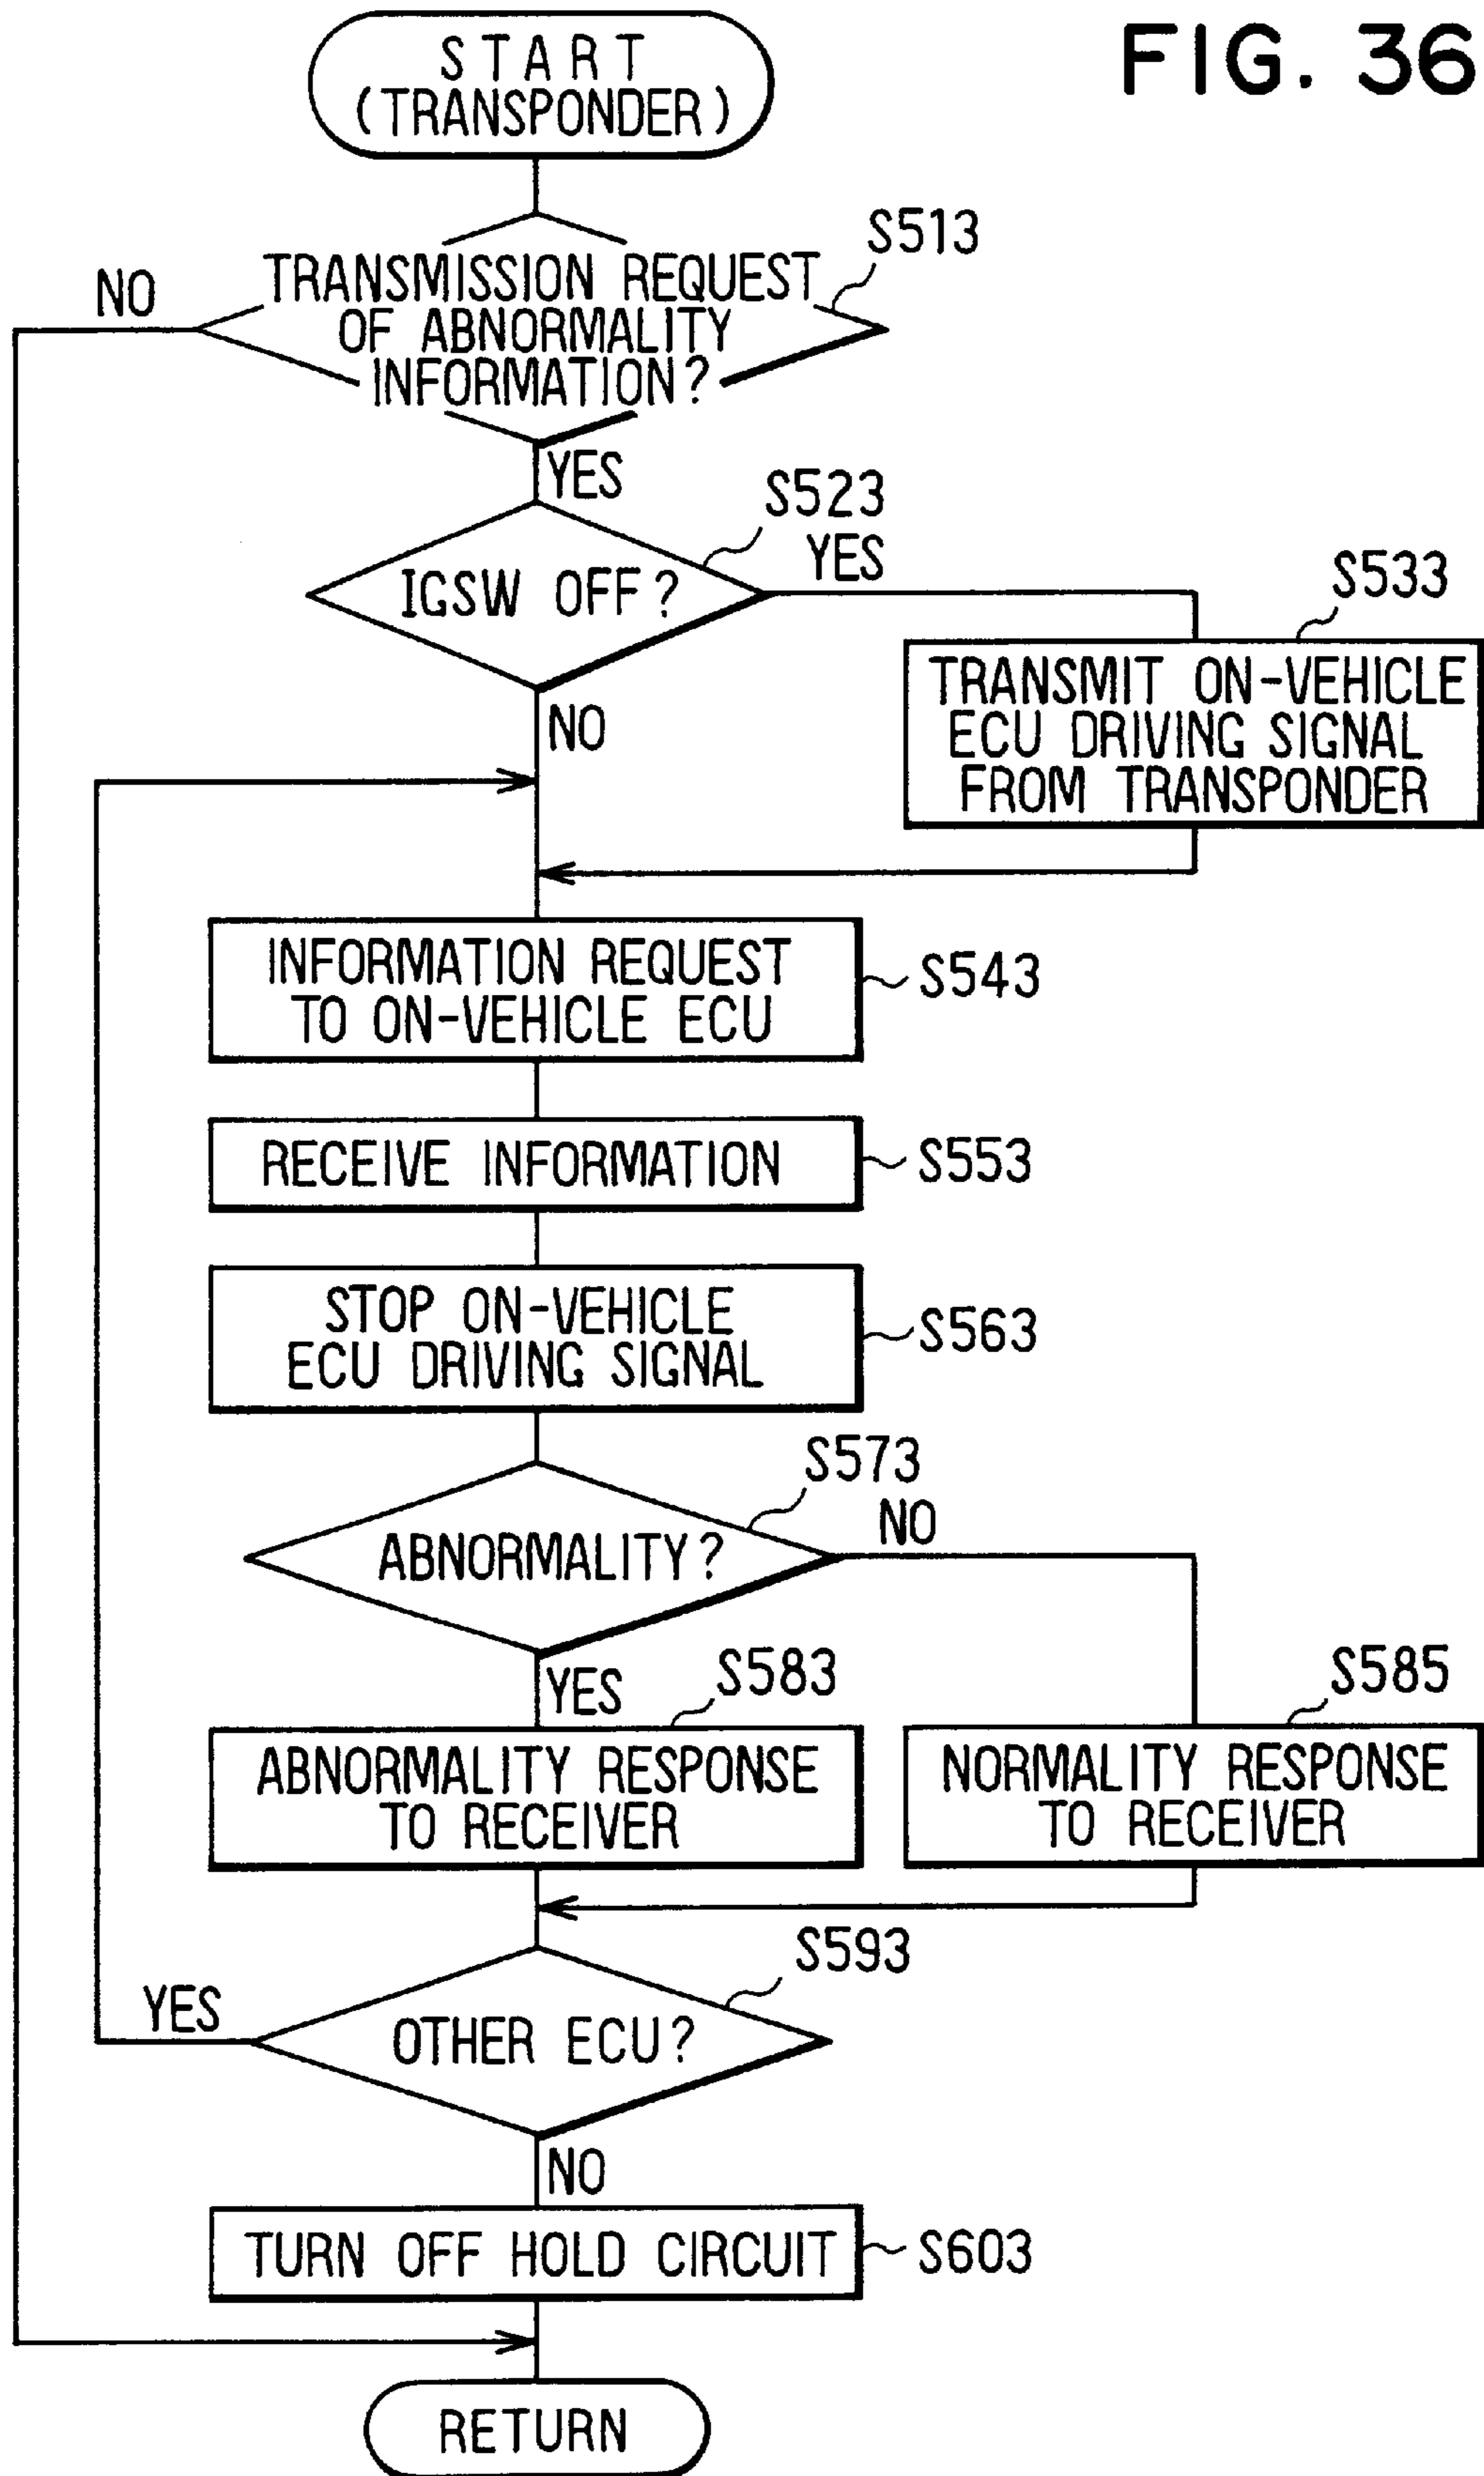 FIG. 36
START
(TRANSPONDER)
S513
NO
TRANSMISSION REQUEST
OF ABNORMALITY
INFORMATION?
YES
S523
YES
IGSW OFF?
S533
TRANSMIT ON-VEHICLE
ECU DRIVING SIGNAL
FROM TRANSPONDER
NO
INFORMATION REQUEST
TO ON-VEHICLE ECU
S543
RECEIVE INFORMATION
S553
STOP ON-VEHICLE
ECU DRIVING SIGNAL
S563
S573
NO
ABNORMALITY?
YES
S583
S585
ABNORMALITY RESPONSE
TO RECEIVER
NORMALITY RESPONSE
TO RECEIVER
S593
YES
OTHER ECU?
NO
TURN OFF HOLD CIRCUIT
S603
RETURN